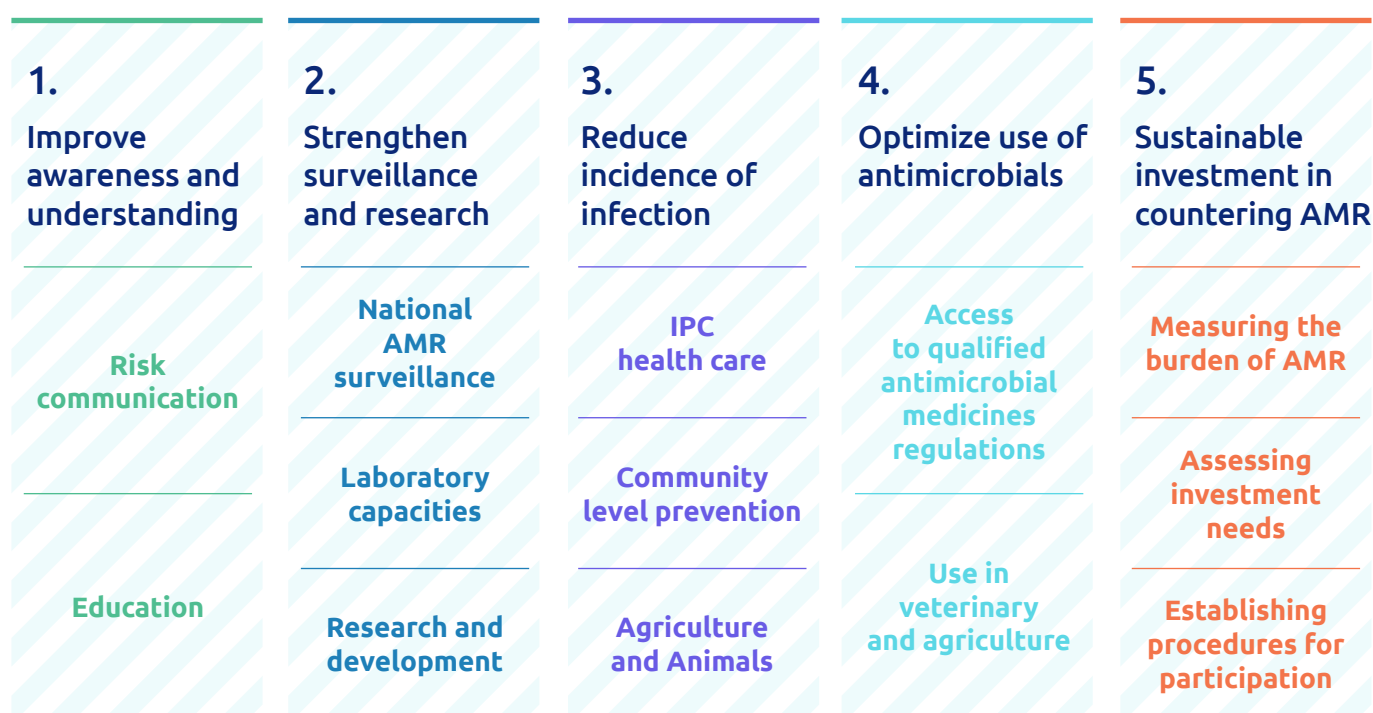 1.
Improve
awareness and
understanding
Risk
communication
Education
2.
Strengthen
surveillance
and research
National
AMR
surveillance
Laboratory
capacities
Research and
development
3.
Reduce
incidence of
infection
IPC
health care
Community
level prevention
Agriculture
and Animals
4.
Optimize use of
antimicrobials
Access
to qualified
antimicrobial
medicines
regulations
Use in
veterinary
and agriculture
5.
Sustainable
investment in
countering AMR
Measuring the
burden of AMR
Assessing
investment
needs
Establishing
procedures for
participation